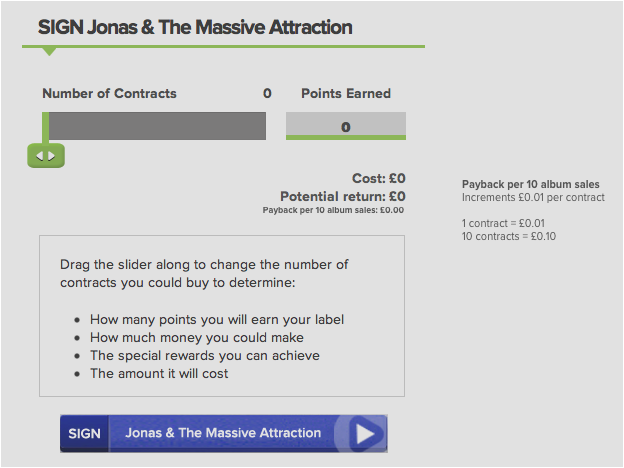 SIGN Jonas & The Massive Attraction
Number of Contracts 0 Points Earned
0
Cost: £0
Potential return: £0
Payback per 10 album sales: £0.00
Payback per 10 album sales
Increments £0.01 per contract
1 contract = £0.01
10 contracts = £0.10
Drag the slider along to change the number of
contracts you could buy to determine:
• How many points you will earn your label
• How much money you could make
• The special rewards you can achieve
• The amount it will cost
SIGN Jonas & The Massive Attraction